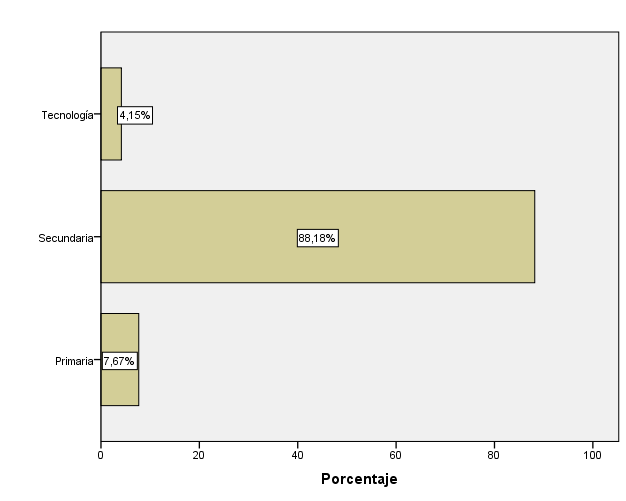 Tecnología
4,15%
Secundaria
88,18%
Primaria
7,67%
0 20 40 60 80 100
Porcentaje